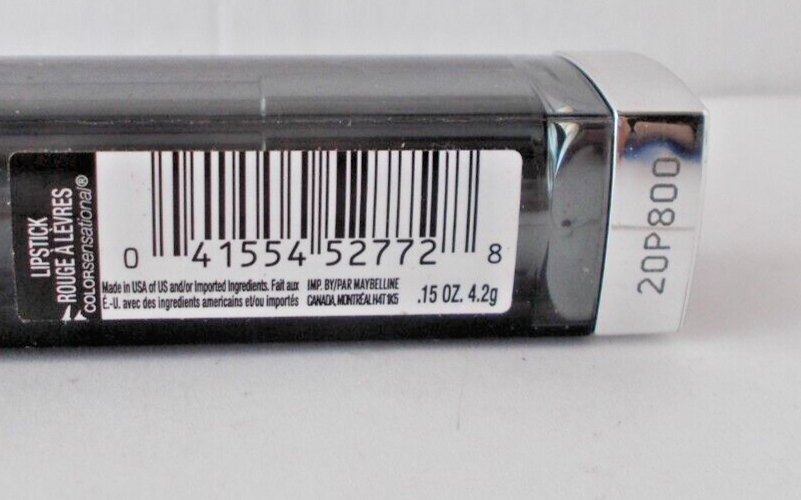 LIPSTICK
ROUGE À LÈVRES
COLORsensational®
0 41554 52772 8
Made in USA of US and/or Imported Ingredients. Fait aux
É.-U. avec des ingredients americains et/ou importés
IMP. BY/PAR MAYBELLINE
CANADA, MONTRÉAL H4T 1K5
.15 OZ. 4.2g
20P800